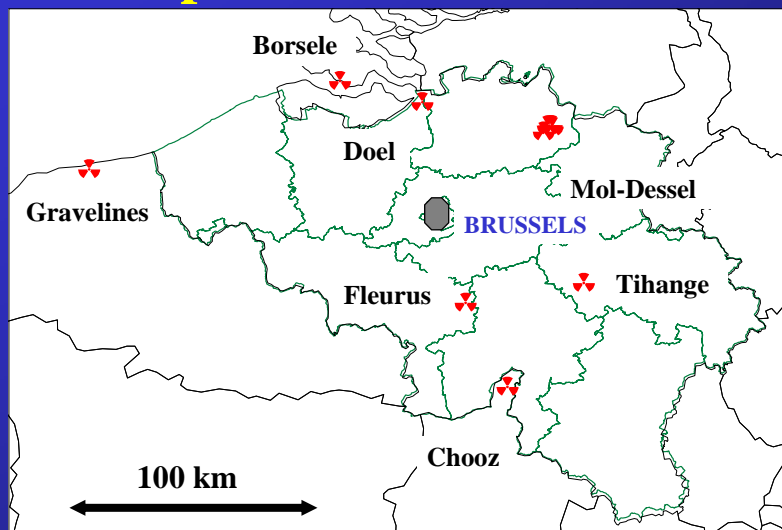 Borsele
Doel
Mol-Dessel
Gravelines
BRUSSELS
Fleurus
Tihange
Chooz
100 km